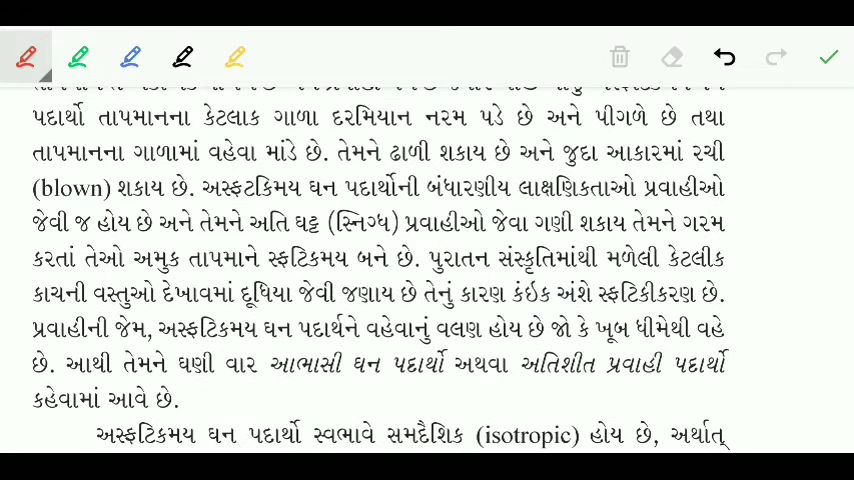 પદાર્થો તાપમાનના કેટલાક ગાળા દરમિયાન નરમ પડે છે અને પીગળે છે તથા
તાપમાનના ગાળામાં વહેવા માંડે છે. તેમને ઢાળી શકાય છે અને જુદા આકારમાં રચી
(blown) શકાય છે. અસ્ફટિકમય ઘન પદાર્થોની બંધારણીય લાક્ષણિકતાઓ પ્રવાહીઓ
જેવી જ હોય છે અને તેમને અતિ ઘટ્ટ (સ્નિગ્ધ) પ્રવાહીઓ જેવા ગણી શકાય તેમને ગરમ
કરતાં તેઓ અમુક તાપમાને સ્ફટિકમય બને છે. પુરાતન સંસ્કૃતિમાંથી મળેલી કેટલીક
કાચની વસ્તુઓ દેખાવમાં દૂધિયા જેવી જણાય છે તેનું કારણ કંઇક અંશે સ્ફટિકીકરણ છે.
પ્રવાહીની જેમ, અસ્ફટિકમય ઘન પદાર્થને વહેવાનું વલણ હોય છે જો કે ખૂબ ધીમેથી વહે
છે. આથી તેમને ઘણી વાર આભાસી ઘન પદાર્થો અથવા અતિશીત પ્રવાહી પદાર્થો
કહેવામાં આવે છે.
અસ્ફટિકમય ઘન પદાર્થો સ્વભાવે સમદૈશિક (isotropic) હોય છે, અર્થાત્